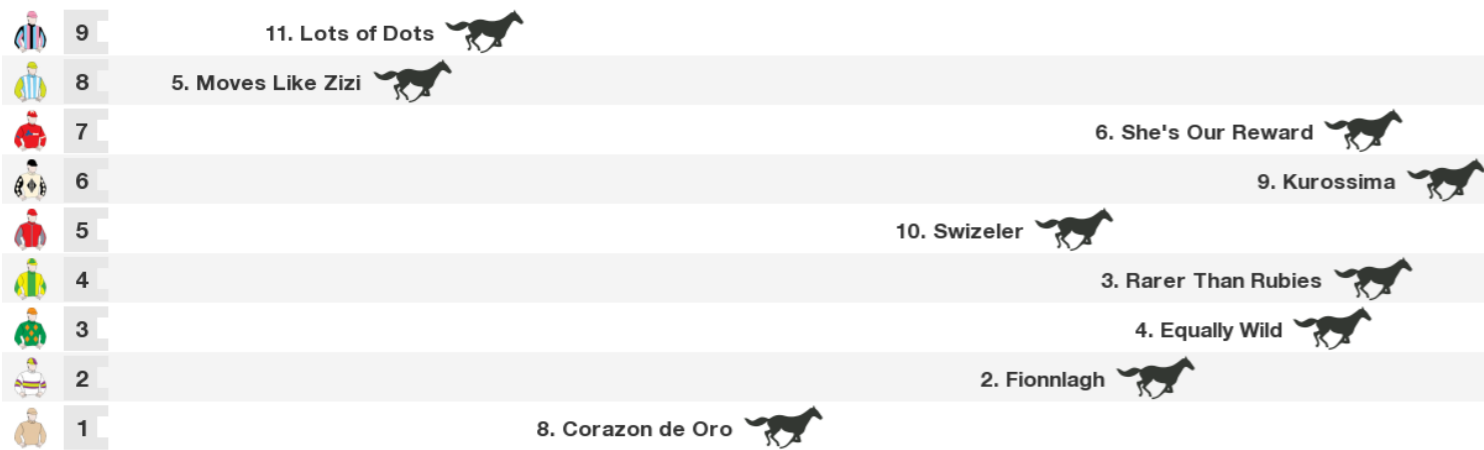 9 11. Lots of Dots
8 5. Moves Like Zizi
7 6. She's Our Reward
6 9. Kurossima
5 10. Swizeler
4 3. Rarer Than Rubies
3 4. Equally Wild
2 2. Fionnlagh
1 8. Corazon de Oro